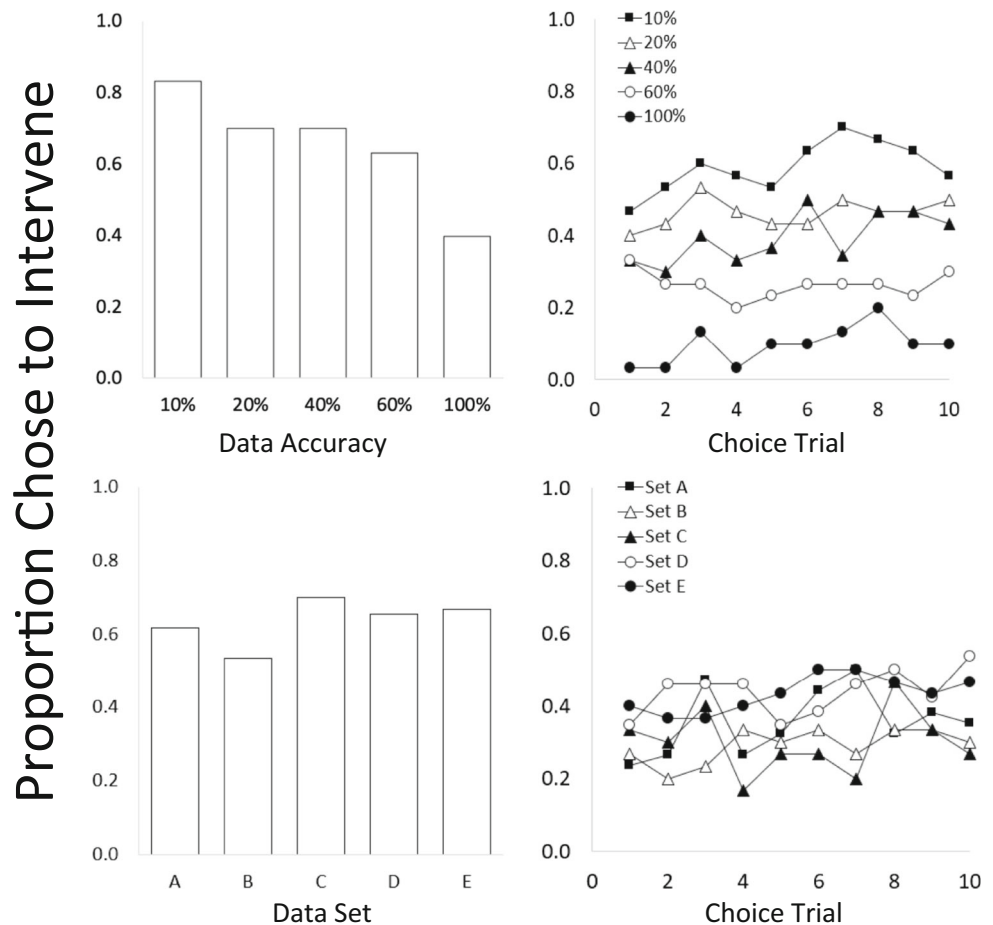 Proportion Chose to Intervene
1.0
0.8
0.6
0.4
0.2
0.0
10% 20% 40% 60% 100%
Data Accuracy
1.0
0.8
0.6
0.4
0.2
0.0
10%
20%
40%
60%
100%
0 2 4 6 8 10
Choice Trial
1.0
0.8
0.6
0.4
0.2
0.0
A B C D E
Data Set
1.0
0.8
0.6
0.4
0.2
0.0
Set A
Set B
Set C
Set D
Set E
0 2 4 6 8 10
Choice Trial